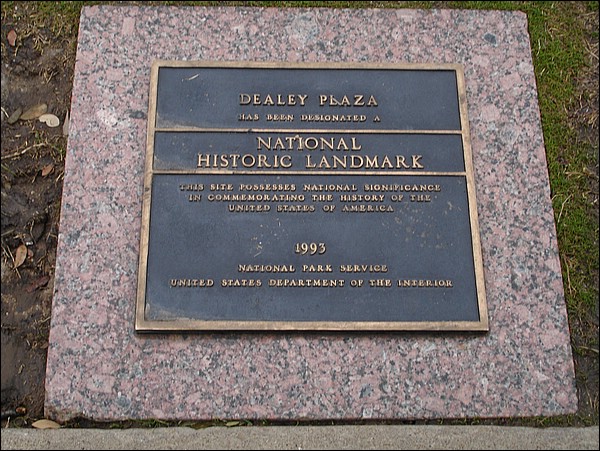 DEALEY PLAZA
HAS BEEN DESIGNATED A
NATIONAL
HISTORIC LANDMARK
THIS SITE POSSESSES NATIONAL SIGNIFICANCE
IN COMMEMORATING THE HISTORY OF THE
UNITED STATES OF AMERICA
1993
NATIONAL PARK SERVICE
UNITED STATES DEPARTMENT OF THE INTERIOR